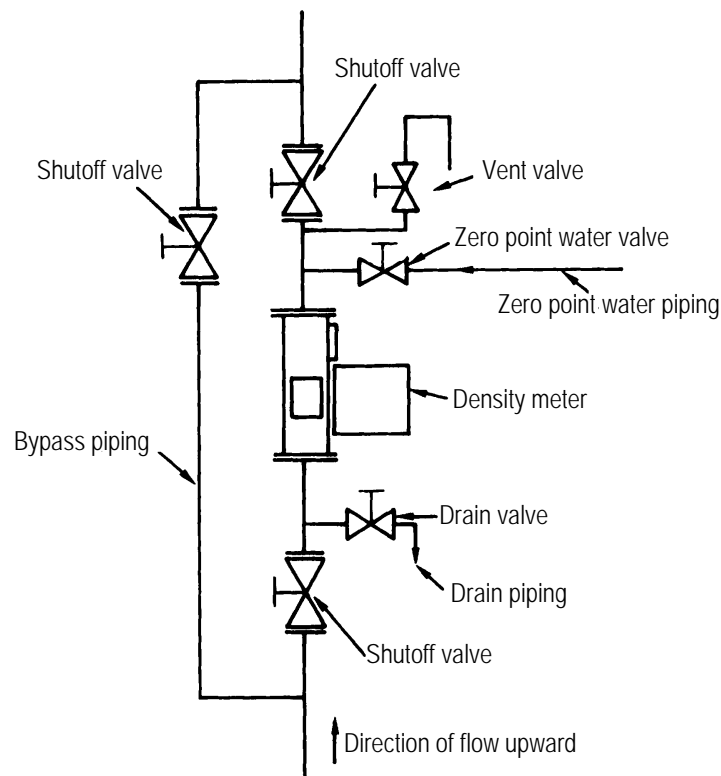 Shutoff valve
Shutoff valve
Vent valve
Zero point water valve
Zero point water piping
Density meter
Bypass piping
Drain valve
Drain piping
Shutoff valve
Direction of flow upward